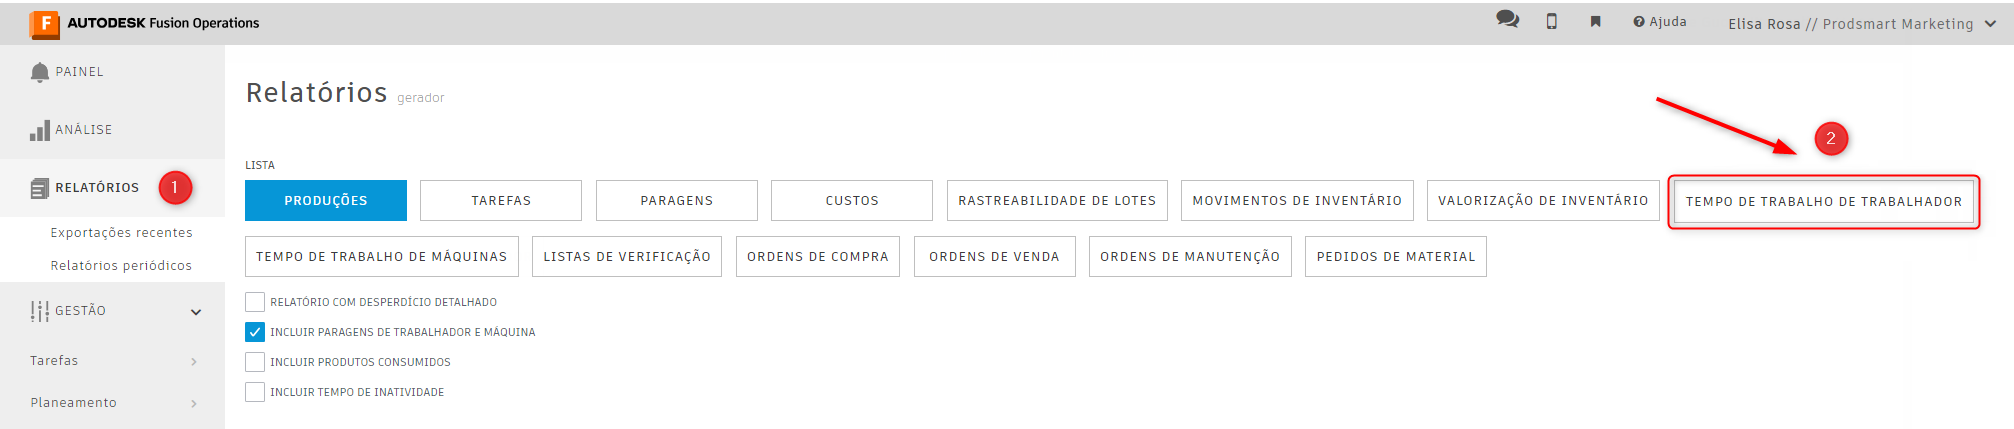 F AUTODESK Fusion Operations
Ajuda
Elisa Rosa // Prodsmart Marketing
PAINEL
ANÁLISE
RELATÓRIOS 1
Exportações recentes
Relatórios periódicos
GESTÃO
Tarefas
Planeamento
Relatórios gerador
2
LISTA
PRODUÇÕES TAREFAS PARAGENS CUSTOS RASTREABILIDADE DE LOTES MOVIMENTOS DE INVENTÁRIO VALORIZAÇÃO DE INVENTÁRIO TEMPO DE TRABALHO DE TRABALHADOR
TEMPO DE TRABALHO DE MÁQUINAS LISTAS DE VERIFICAÇÃO ORDENS DE COMPRA ORDENS DE VENDA ORDENS DE MANUTENÇÃO PEDIDOS DE MATERIAL
RELATÓRIO COM DESPERDÍCIO DETALHADO
INCLUIR PARAGENS DE TRABALHADOR E MÁQUINA
INCLUIR PRODUTOS CONSUMIDOS
INCLUIR TEMPO DE INATIVIDADE